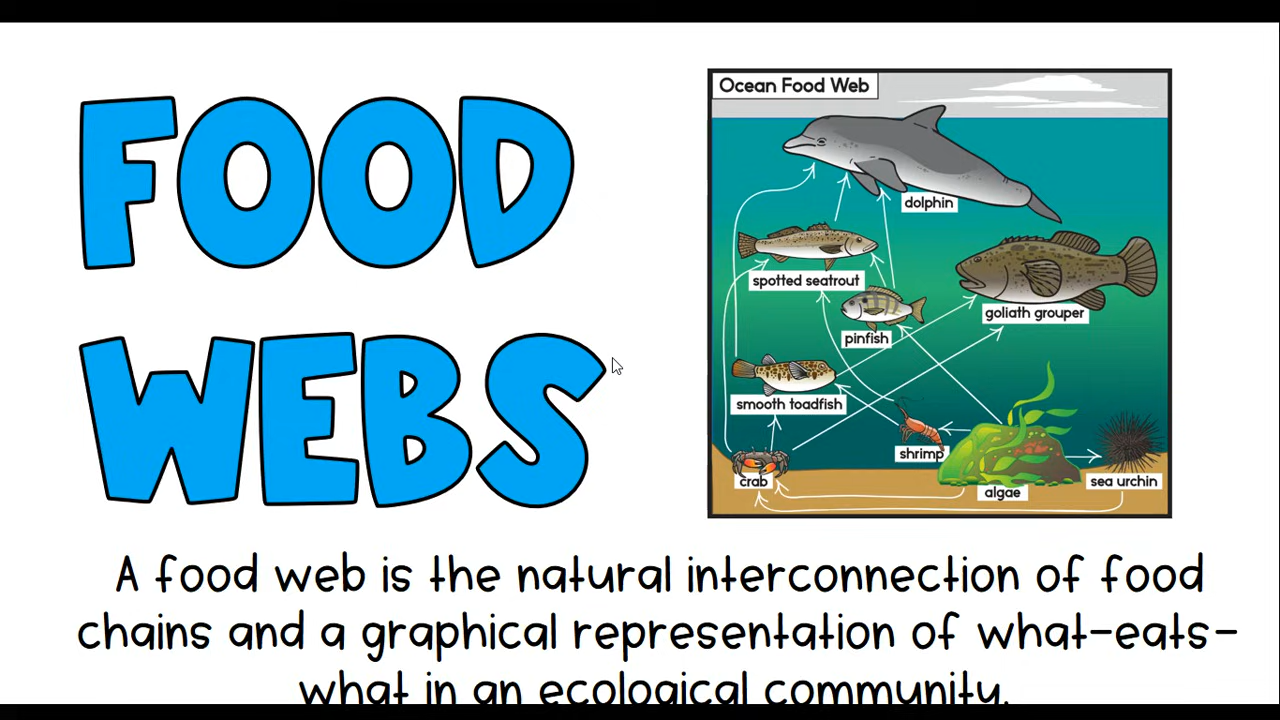 FOOD
WEBS
Ocean Food Web
dolphin
spotted seatrout
goliath grouper
pinfish
smooth toadfish
shrimp
crab
algae
sea urchin
A food web is the natural interconnection of food
chains and a graphical representation of what-eats-
what in an ecological community.